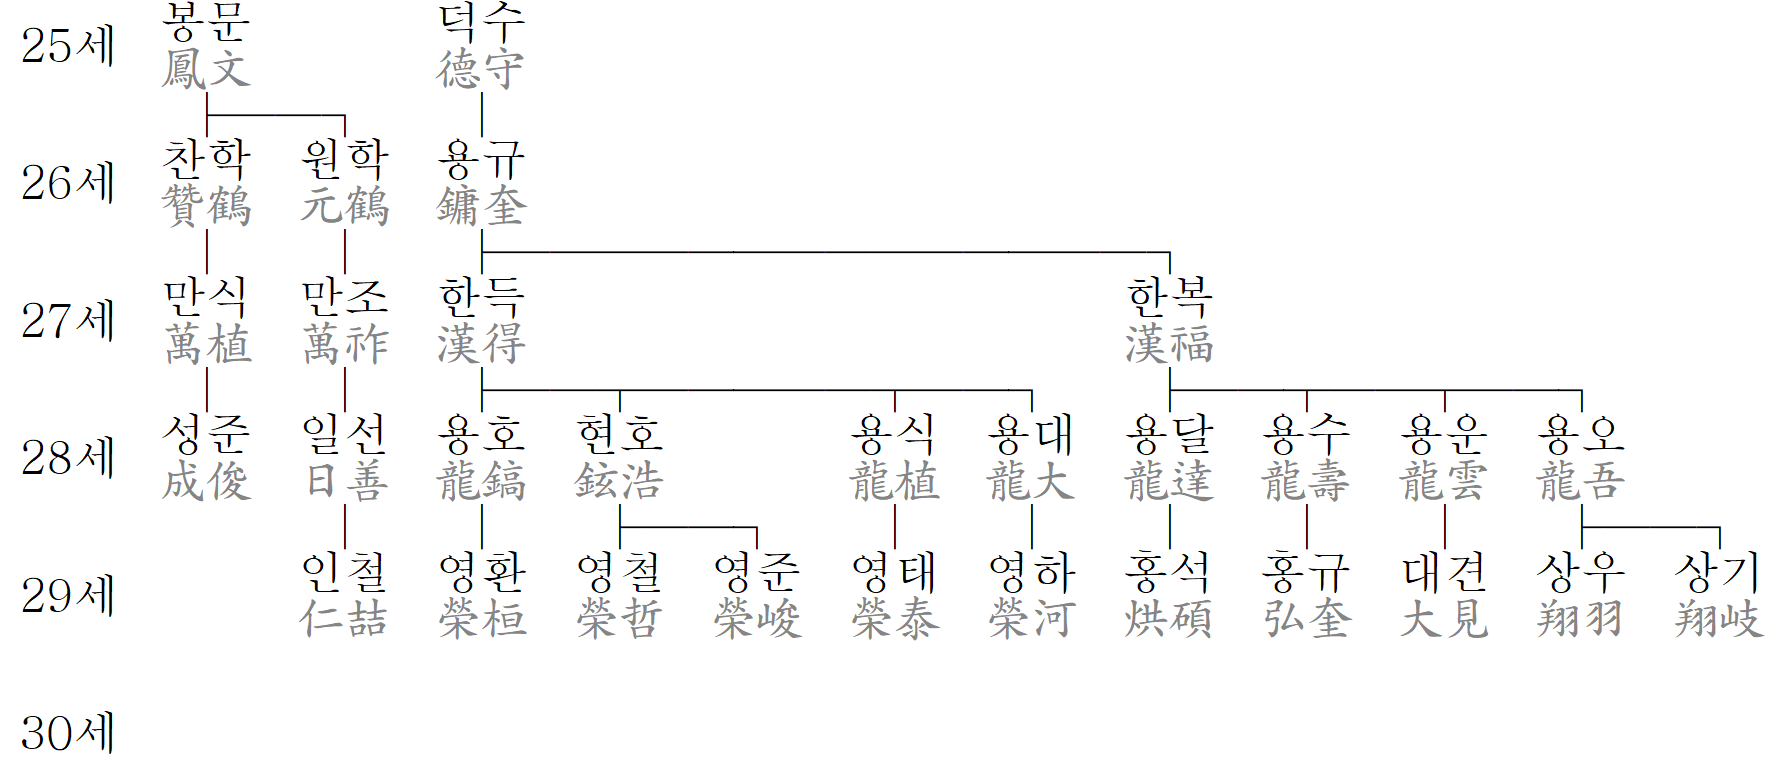 25세 봉문 덕수
鳳文 德守
26세 찬학 원학 용규
贊鶴 元鶴 鏞奎
27세 만식 만조 한득 한복
萬植 萬祚 漢得 漢福
28세 성준 일선 용호 현호 용식 용대 용달 용수 용운 용오
成俊 日善 龍鎬 鉉浩 龍植 龍大 龍達 龍壽 龍雲 龍吾
29세 인철 영환 영철 영준 영태 영하 홍석 홍규 대견 상우 상기
仁喆 榮桓 榮哲 榮峻 榮泰 榮河 烘碩 弘奎 大見 翔羽 翔岐
30세